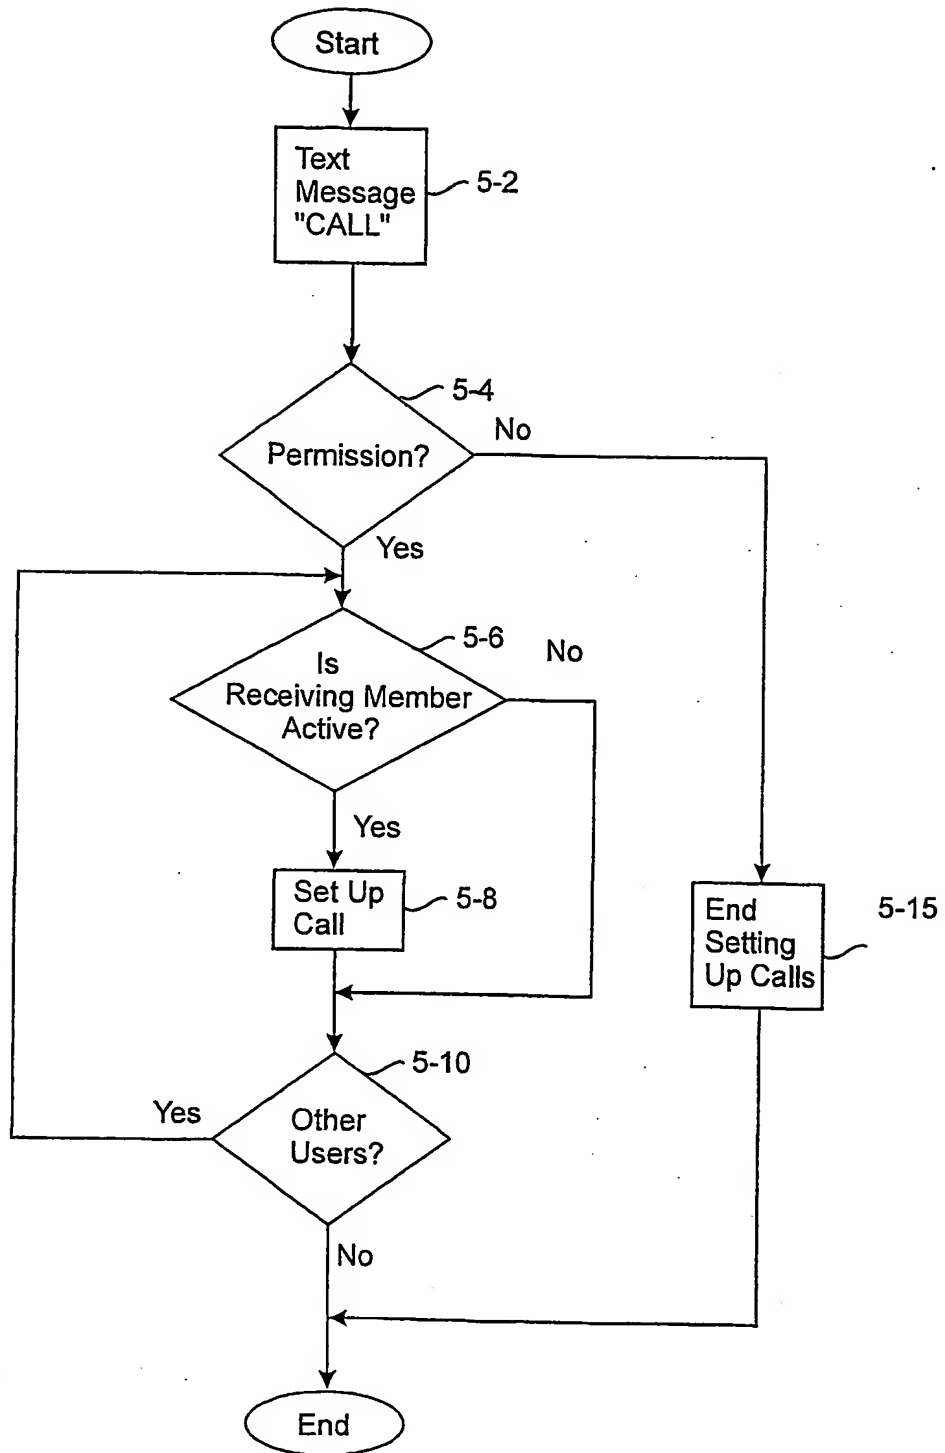 Start
Text
Message
"CALL"
5-2
5-4
No
Permission?
Yes
5-6
No
Is
Receiving Member
Active?
Yes
Set Up
Call
5-8
End
Setting
Up Calls
5-15
5-10
Yes
Other
Users?
No
End